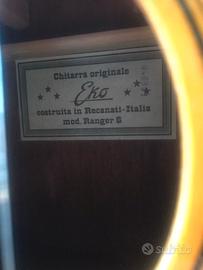 Chitarra originale
Eko
costruita in Recanati-Italia
mod. Ranger 6
subito